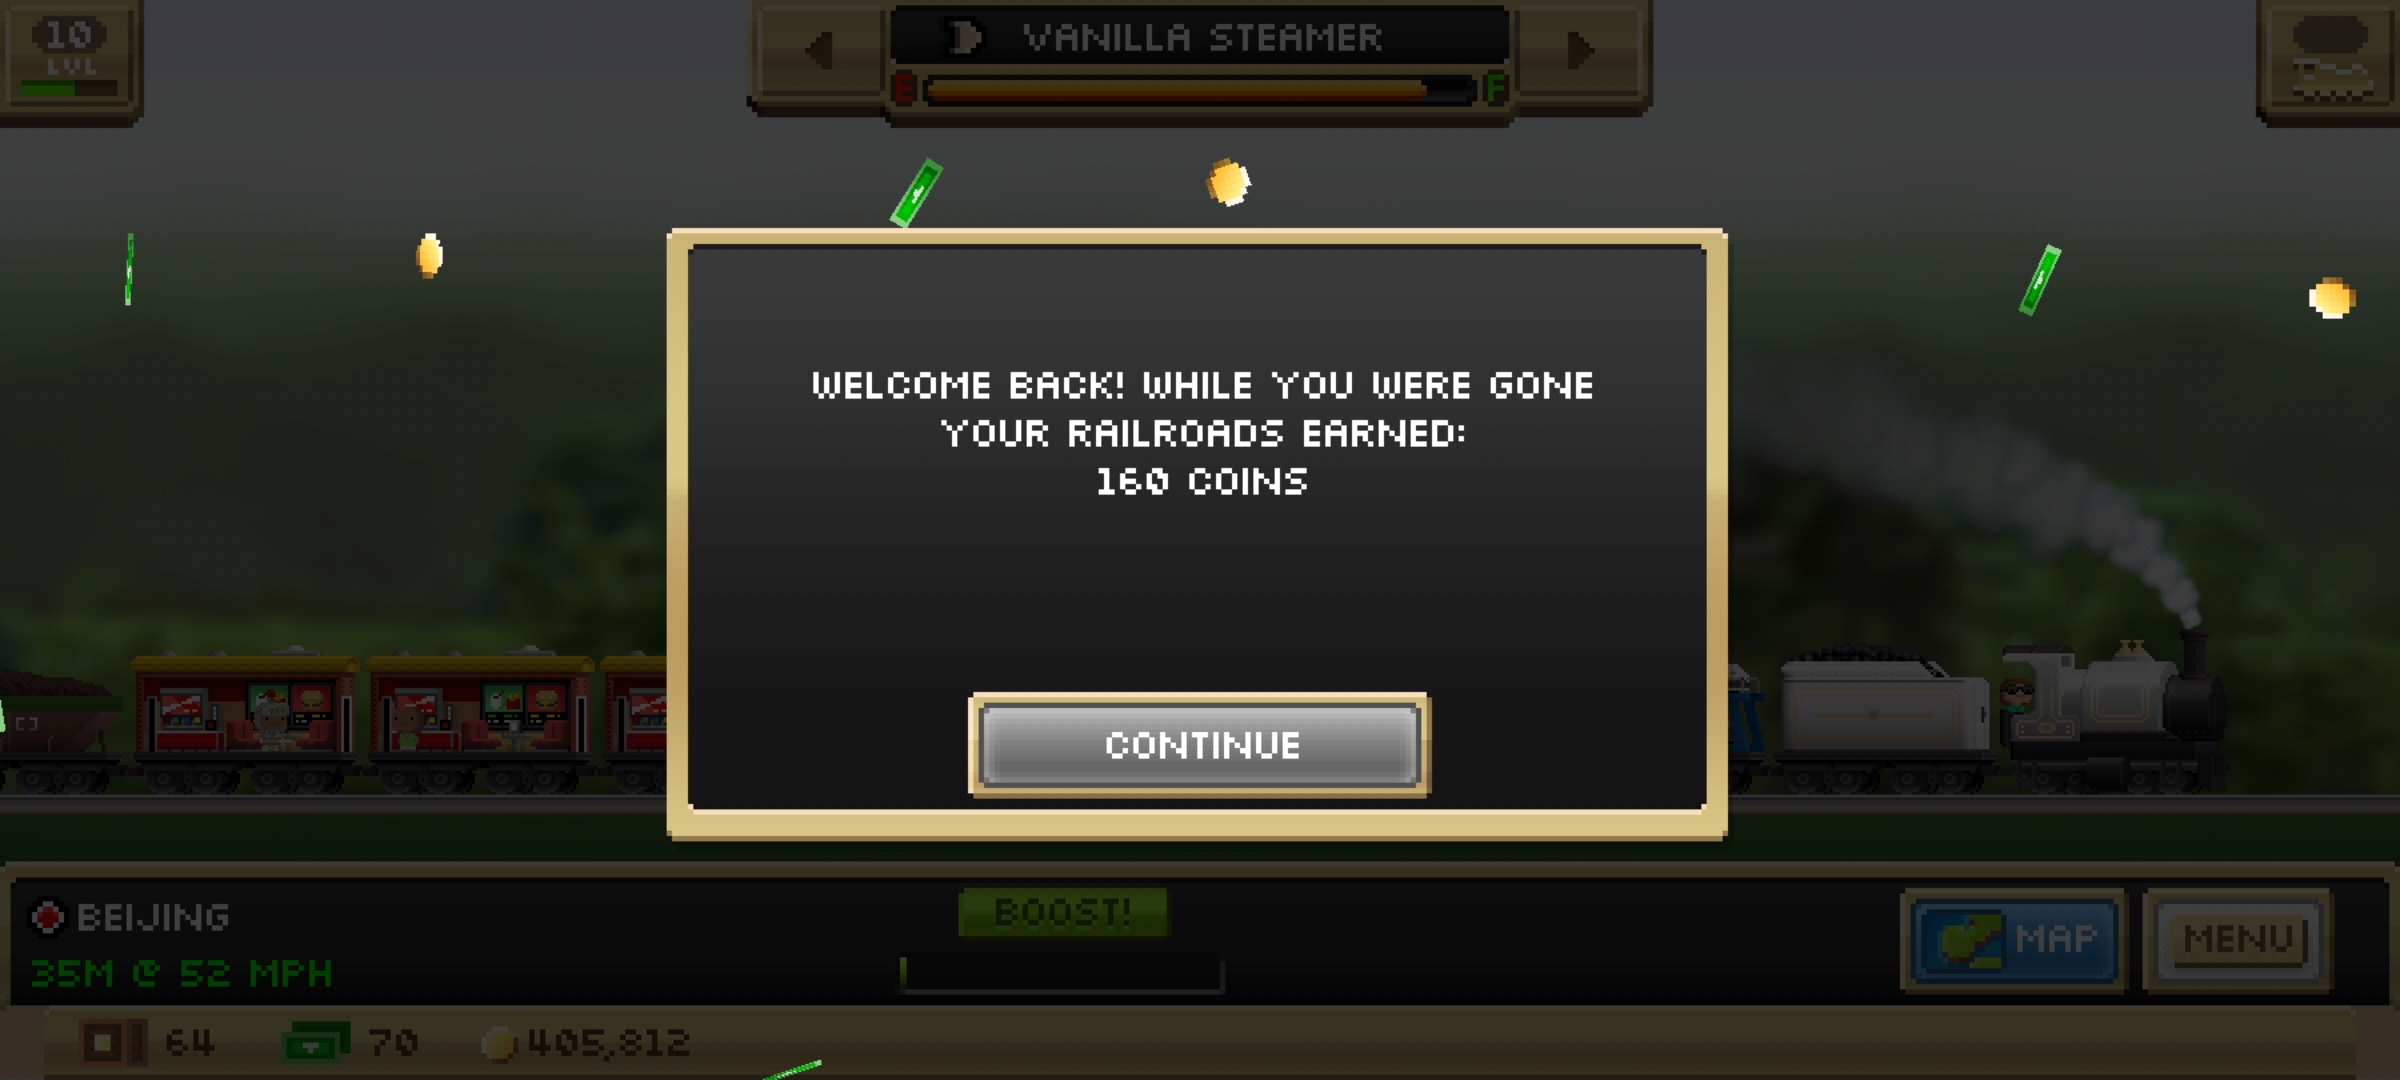 10
LVL
VANILLA STEAMER
E F
WELCOME BACK! WHILE YOU WERE GONE
YOUR RAILROADS EARNED:
160 COINS
CONTINUE
BEIJING
35M @ 52 MPH
BOOST!
MAP
MENU
64
70
405,812